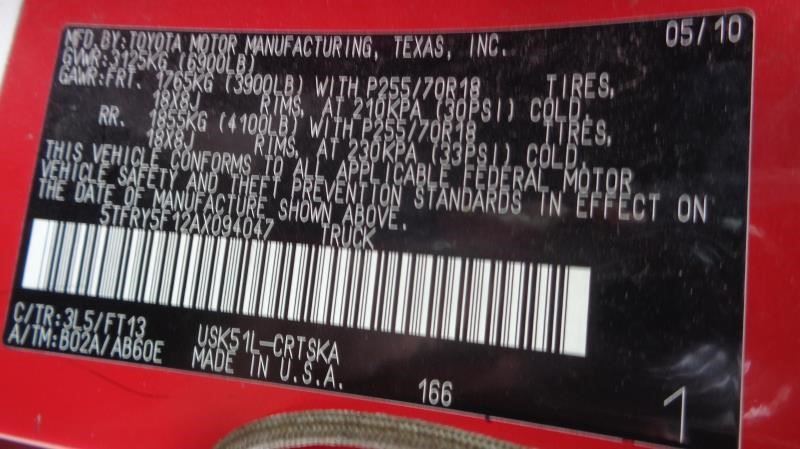 MFD.BY:TOYOTA MOTOR MANUFACTURING, TEXAS, INC. 05/10
GVWR:3125KG (6900LB)
GAWR:FRT. 1765KG (3900LB) WITH P255/70R18 TIRES,
18X8J RIMS, AT 210KPA (30PSI) COLD.
RR. 1855KG (4100LB) WITH P255/70R18 TIRES,
18X8J RIMS, AT 230KPA (33PSI) COLD.
THIS VEHICLE CONFORMS TO ALL APPLICABLE FEDERAL MOTOR
VEHICLE SAFETY AND THEFT PREVENTION STANDARDS IN EFFECT ON
THE DATE OF MANUFACTURE SHOWN ABOVE.
5TFRY5F12AX094047 TRUCK
C/TR:3L5/FT13 USK51L-CRTSKA
A/TM:B02A/AB60E MADE IN U.S.A. 166 1